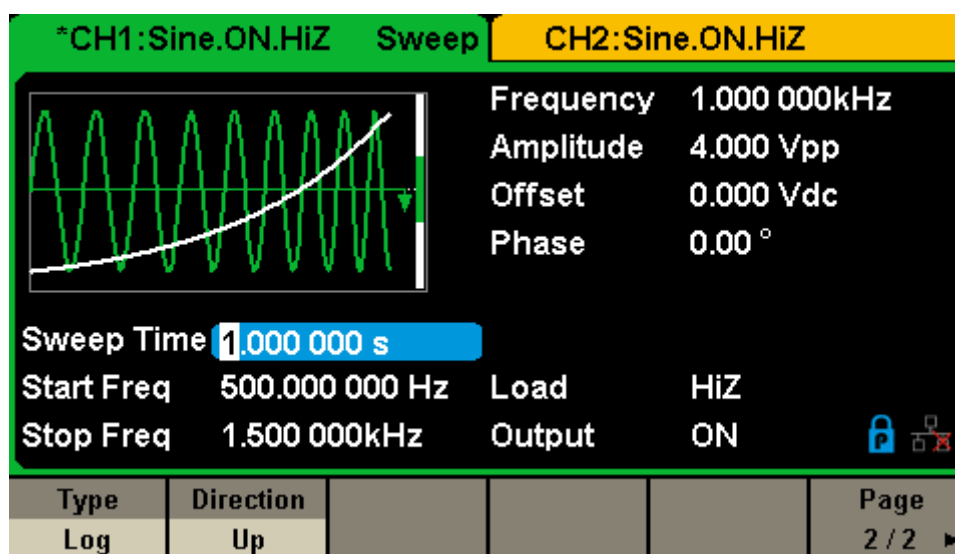 *CH1:Sine.ON.HiZ Sweep CH2:Sine.ON.HiZ
Frequency 1.000 000kHz
Amplitude 4.000 Vpp
Offset 0.000 Vdc
Phase 0.00 °
Sweep Time 1.000 000 s
Start Freq 500.000 000 Hz Load HiZ
Stop Freq 1.500 000kHz Output ON P
Type Direction Page
Log Up 2 / 2